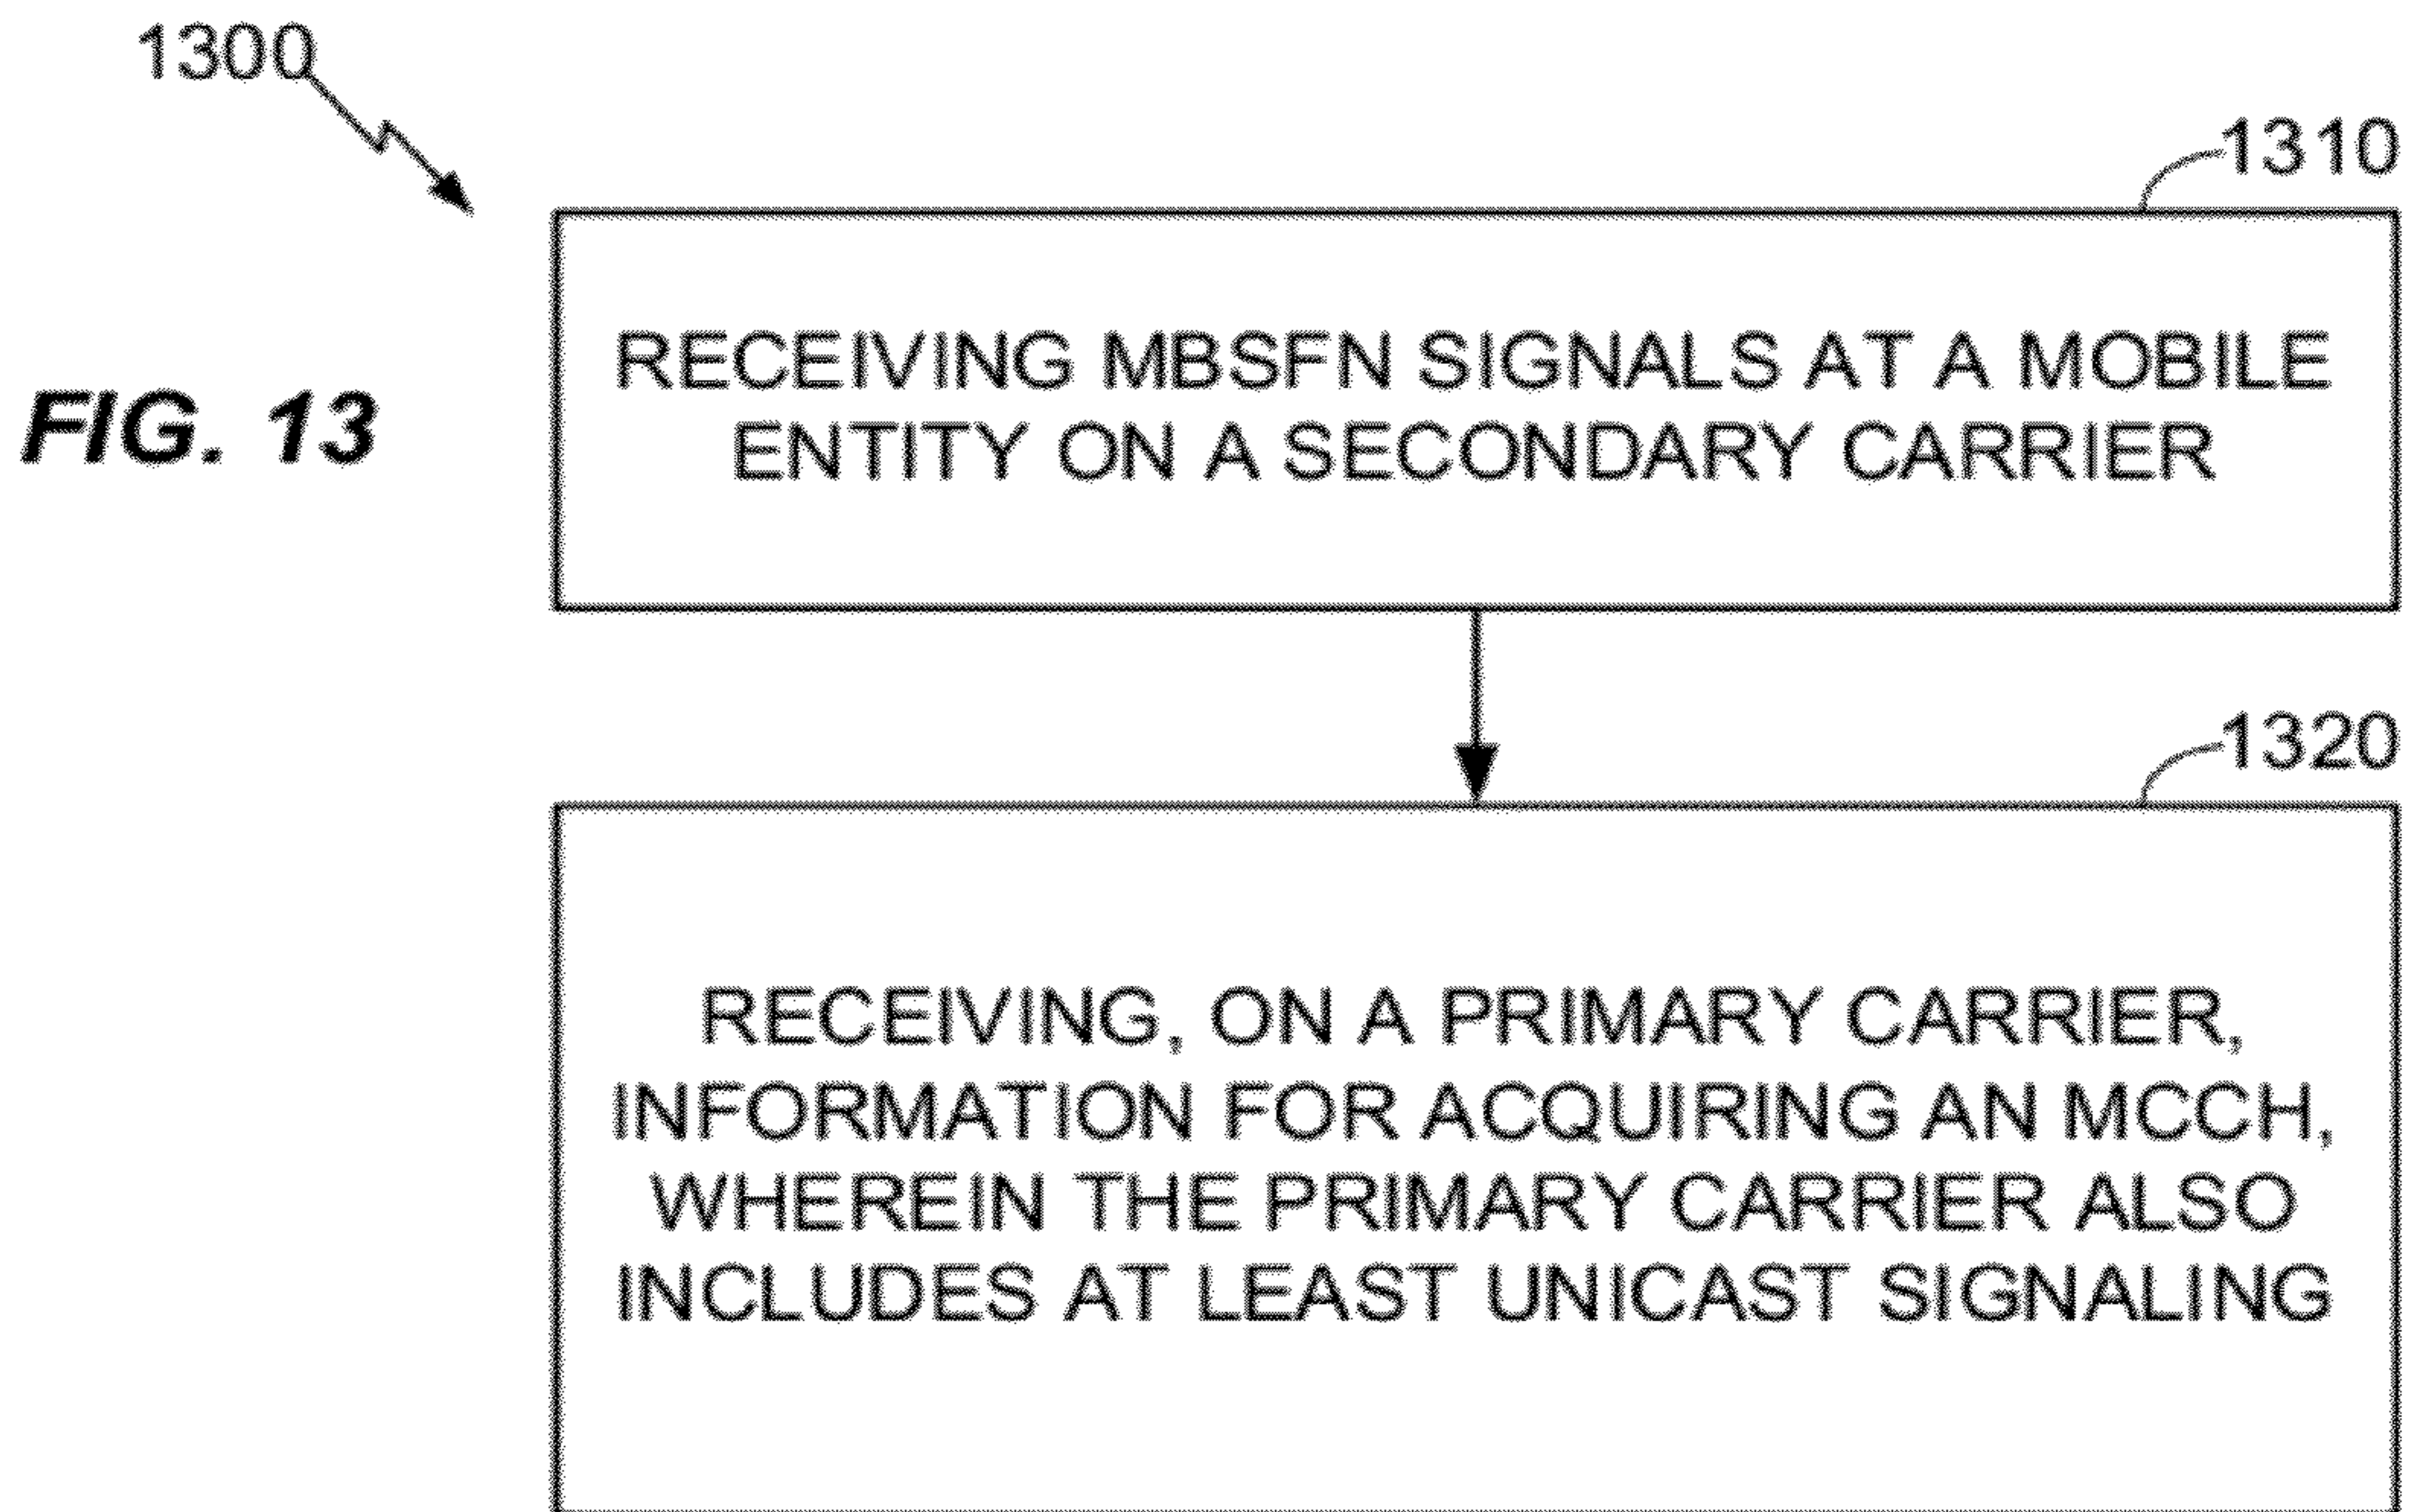 1300
1310
RECEIVING MBSFN SIGNALS AT A MOBILE
ENTITY ON A SECONDARY CARRIER
FIG. 13
1320
RECEIVING, ON A PRIMARY CARRIER,
INFORMATION FOR ACQUIRING AN MCCH,
WHEREIN THE PRIMARY CARRIER ALSO
INCLUDES AT LEAST UNICAST SIGNALING